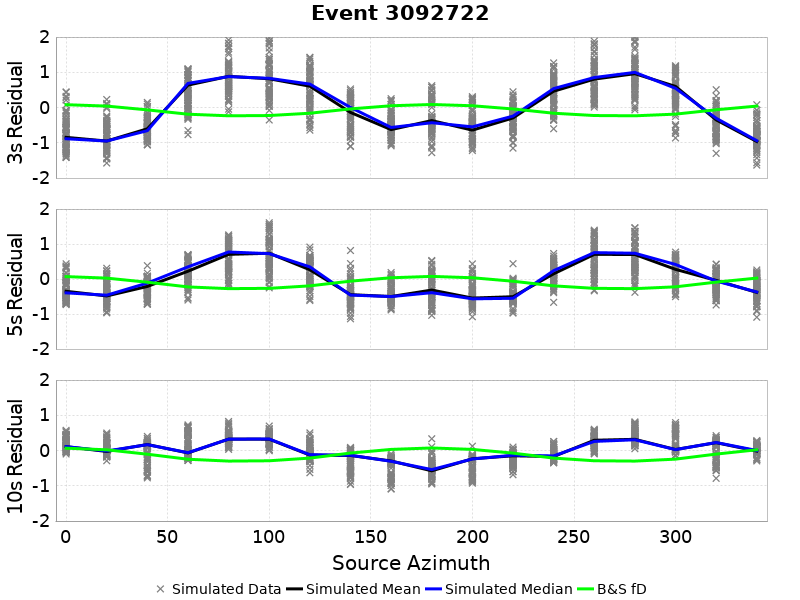 Event 3092722
3s Residual
2
1
0
-1
-2
5s Residual
2
1
0
-1
-2
10s Residual
2
1
0
-1
-2
0 50 100 150 200 250 300
Source Azimuth
× Simulated Data Simulated Mean Simulated Median B&S fD